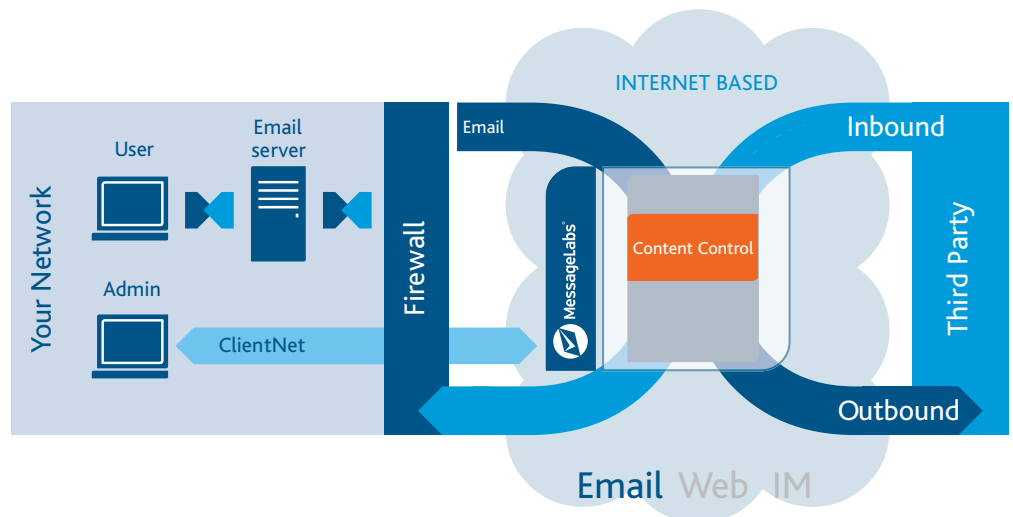 INTERNET BASED
Your Network
User
Email
server
Admin
ClientNet
Firewall
Email
MessageLabs®
Content Control
Inbound
Third Party
Outbound
Email Web IM